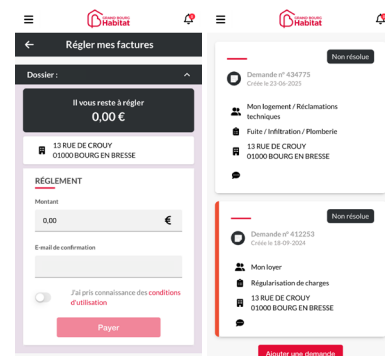 GRAND BOURG
Habitat
Régler mes factures
Dossier :
Il vous reste à régler
0,00 €
13 RUE DE CROUY
01000 BOURG EN BRESSE
RÉGLEMENT
Montant
0,00 €
E-mail de confirmation
J'ai pris connaissance des conditions
d'utilisation
Payer
GRAND BOURG
Habitat
Non résolue
Demande n° 434775
Créée le 23-06-2025
Mon logement / Réclamations
techniques
Fuite / Infiltration / Plomberie
13 RUE DE CROUY
01000 BOURG EN BRESSE
Non résolue
Demande n° 412253
Créée le 18-09-2024
Mon loyer
Régularisation de charges
13 RUE DE CROUY
01000 BOURG EN BRESSE
Ajouter une demande